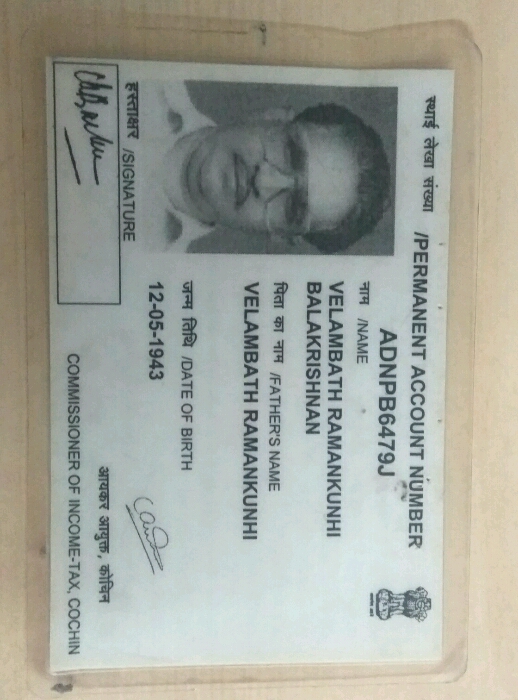 स्थाई लेखा संख्या /PERMANENT ACCOUNT NUMBER
ADNPB6479J
नाम /NAME
VELAMBATH RAMANKUNHI
BALAKRISHNAN
पिता का नाम /FATHER'S NAME
VELAMBATH RAMANKUNHI
जन्म तिथि /DATE OF BIRTH
12-05-1943
हस्ताक्षर /SIGNATURE
आयकर आयुक्त, कोचिन
COMMISSIONER OF INCOME-TAX, COCHIN